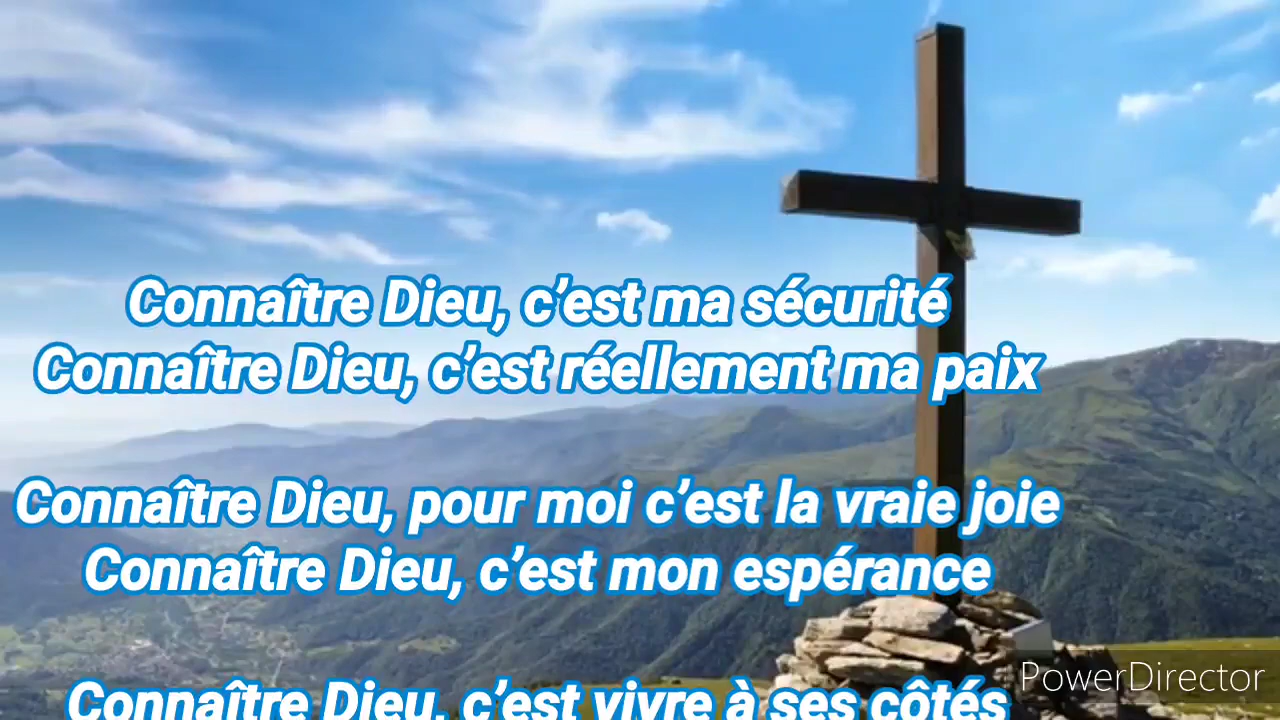 Connaître Dieu, c’est ma sécurité
Connaître Dieu, c’est réellement ma paix
Connaître Dieu, pour moi c’est la vraie joie
Connaître Dieu, c’est mon espérance
Connaître Dieu, c’est vivre à ses côtés
PowerDirector